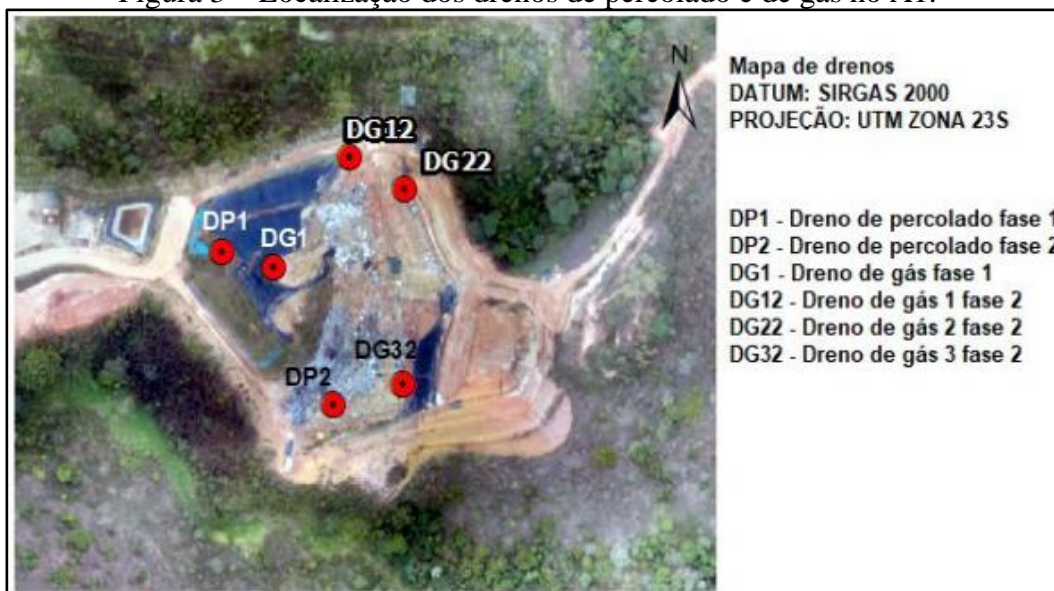 Figura 3 – Localização dos drenos de percolado e de gás no A1.
N
Mapa de drenos
DATUM: SIRGAS 2000
PROJEÇÃO: UTM ZONA 23S
DG12
DG22
DP1
DG1
DG32
DP2
DP1 - Dreno de percolado fase 1
DP2 - Dreno de percolado fase 2
DG1 - Dreno de gás fase 1
DG12 - Dreno de gás 1 fase 2
DG22 - Dreno de gás 2 fase 2
DG32 - Dreno de gás 3 fase 2